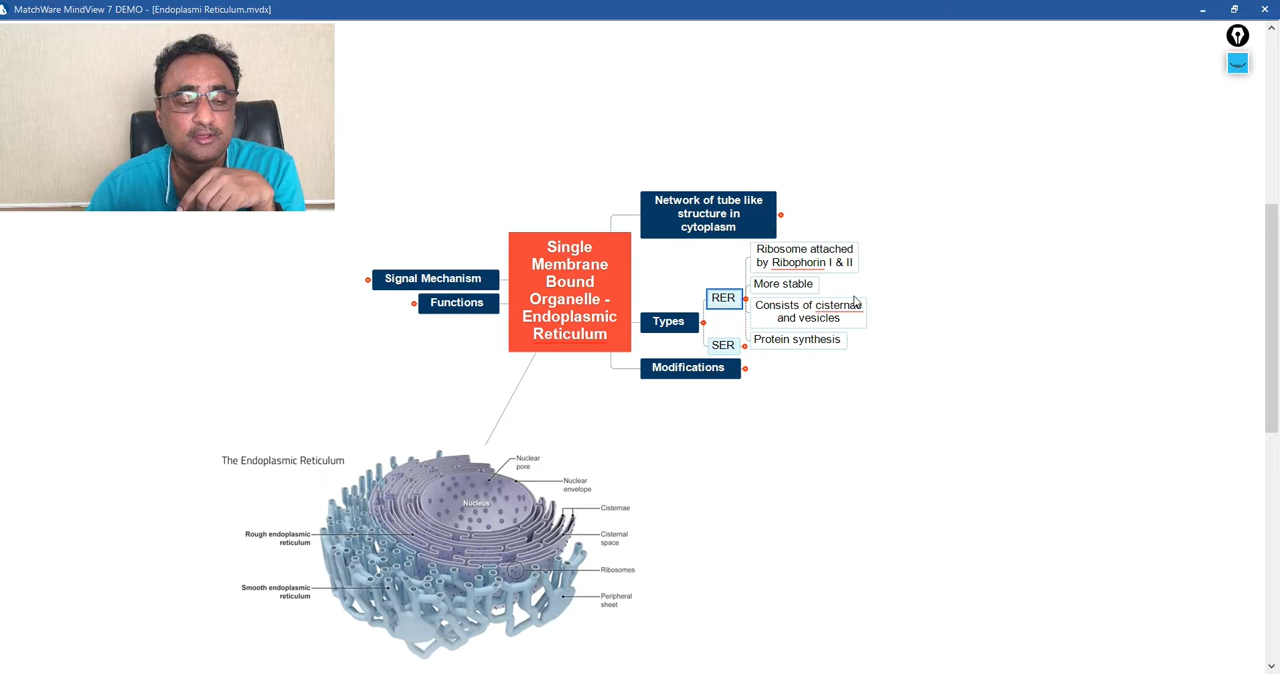 MatchWare MindView 7 DEMO - [Endoplasmi Reticulum.mvdx]
Network of tube like
structure in
cytoplasm
Single
Membrane
Bound
Organelle -
Endoplasmic
Reticulum
Signal Mechanism
Functions
Types
RER
Ribosome attached
by Ribophorin I & II
More stable
Consists of cisternae
and vesicles
Protein synthesis
SER
Modifications
The Endoplasmic Reticulum
Nuclear
pore
Nuclear
envelope
Nucleus
Cisternae
Cisternal
space
Rough endoplasmic
reticulum
Ribosomes
Smooth endoplasmic
reticulum
Peripheral
sheet